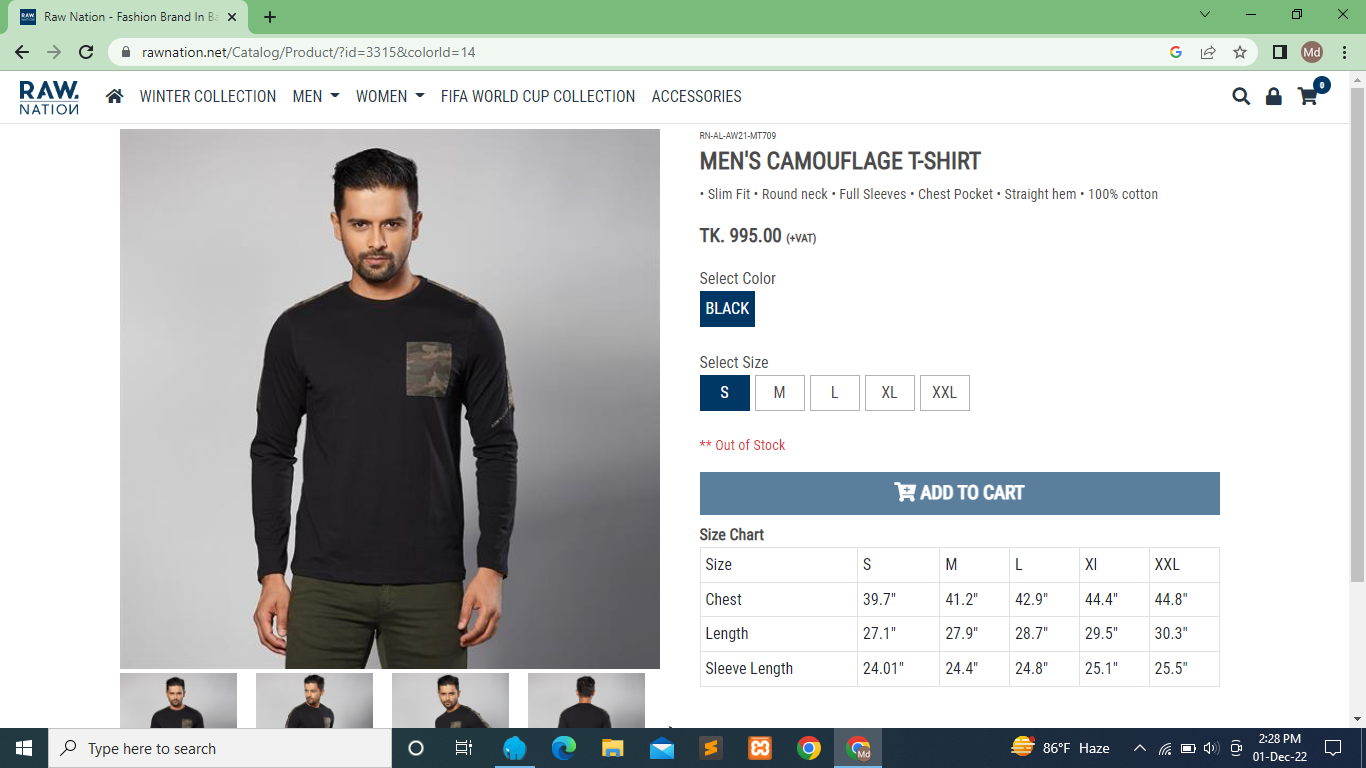 Raw Nation - Fashion Brand In Ba
rawnation.net/Catalog/Product/?id=3315&colorId=14
Md
RAW.
NATION
WINTER COLLECTION MEN WOMEN FIFA WORLD CUP COLLECTION ACCESSORIES
0
RN-AL-AW21-MT709
MEN'S CAMOUFLAGE T-SHIRT
• Slim Fit • Round neck • Full Sleeves • Chest Pocket • Straight hem • 100% cotton
TK. 995.00 (+VAT)
Select Color
BLACK
Select Size
S M L XL XXL
** Out of Stock
ADD TO CART
Size Chart
Size S M L Xl XXL
Chest 39.7" 41.2" 42.9" 44.4" 44.8"
Length 27.1" 27.9" 28.7" 29.5" 30.3"
Sleeve Length 24.01" 24.4" 24.8" 25.1" 25.5"
Type here to search
Md
86°F Haze
2:28 PM
01-Dec-22